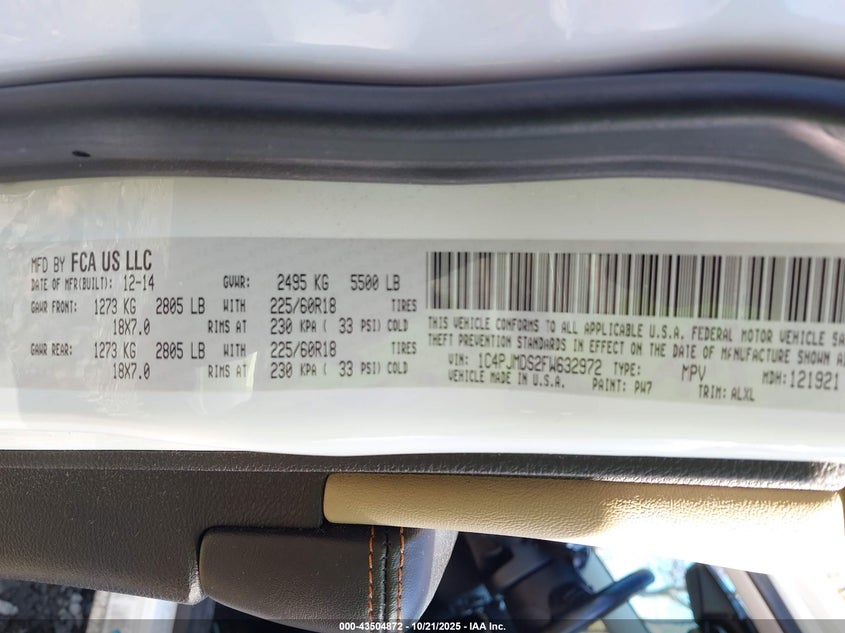 MFD BY FCA US LLC
DATE OF MFR(BUILT): 12-14 GVWR: 2495 KG 5500 LB
GAWR FRONT: 1273 KG 2805 LB WITH 225/60R18 TIRES
18X7.0 RIMS AT 230 KPA ( 33 PSI) COLD
GAWR REAR: 1273 KG 2805 LB WITH 225/60R18 TIRES
18X7.0 RIMS AT 230 KPA ( 33 PSI) COLD
THIS VEHICLE CONFORMS TO ALL APPLICABLE U.S.A. FEDERAL MOTOR VEHICLE SA
THEFT PREVENTION STANDARDS IN EFFECT ON THE DATE OF MANUFACTURE SHOWN A
VIN: 1C4PJMDS2FW632972 TYPE: MPV MDH: 121921
VEHICLE MADE IN U.S.A. PAINT: PW7 TRIM: ALXL
000-43504872 - 10/21/2025 - IAA Inc.